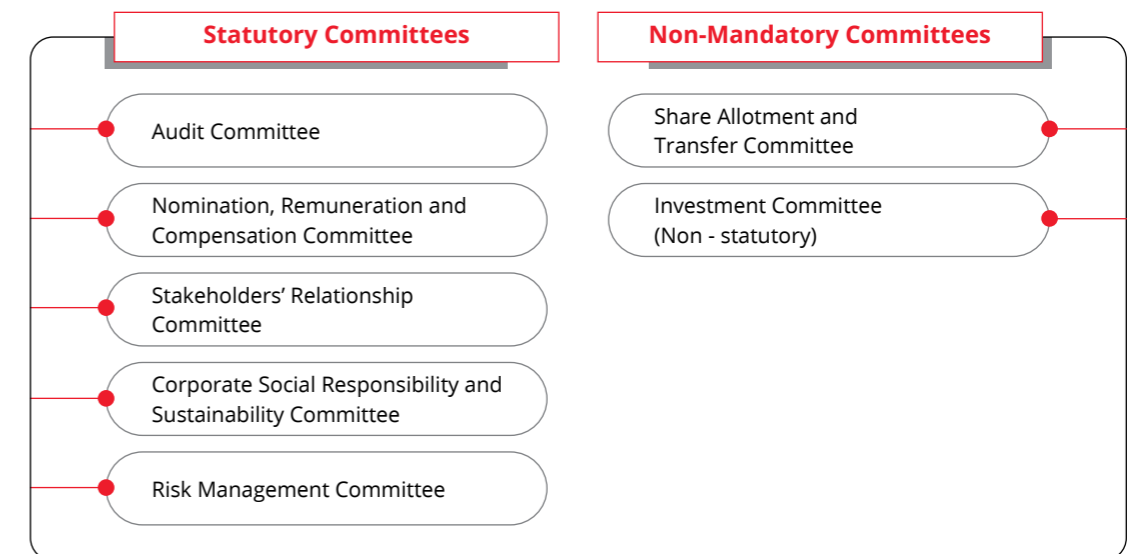 Statutory Committees
Audit Committee
Nomination, Remuneration and
Compensation Committee
Stakeholders’ Relationship
Committee
Corporate Social Responsibility and
Sustainability Committee
Risk Management Committee
Non-Mandatory Committees
Share Allotment and
Transfer Committee
Investment Committee
(Non - statutory)